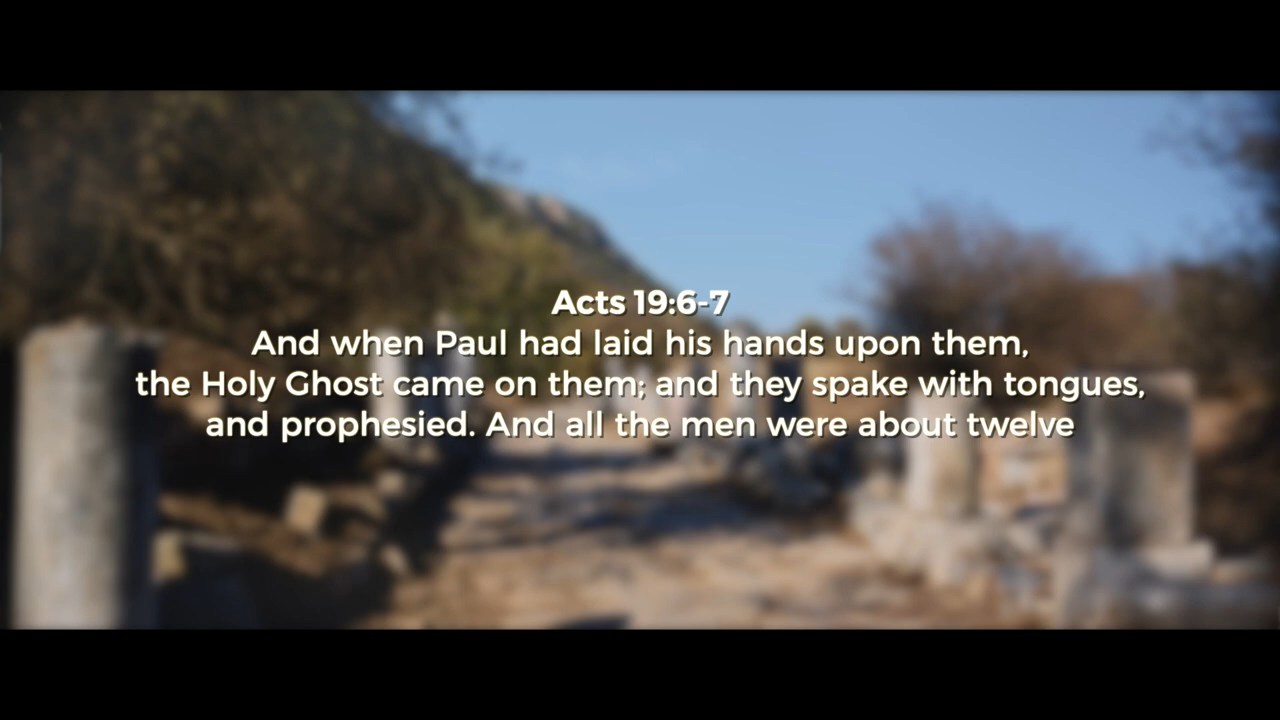 Acts 19:6-7
And when Paul had laid his hands upon them,
the Holy Ghost came on them; and they spake with tongues,
and prophesied. And all the men were about twelve